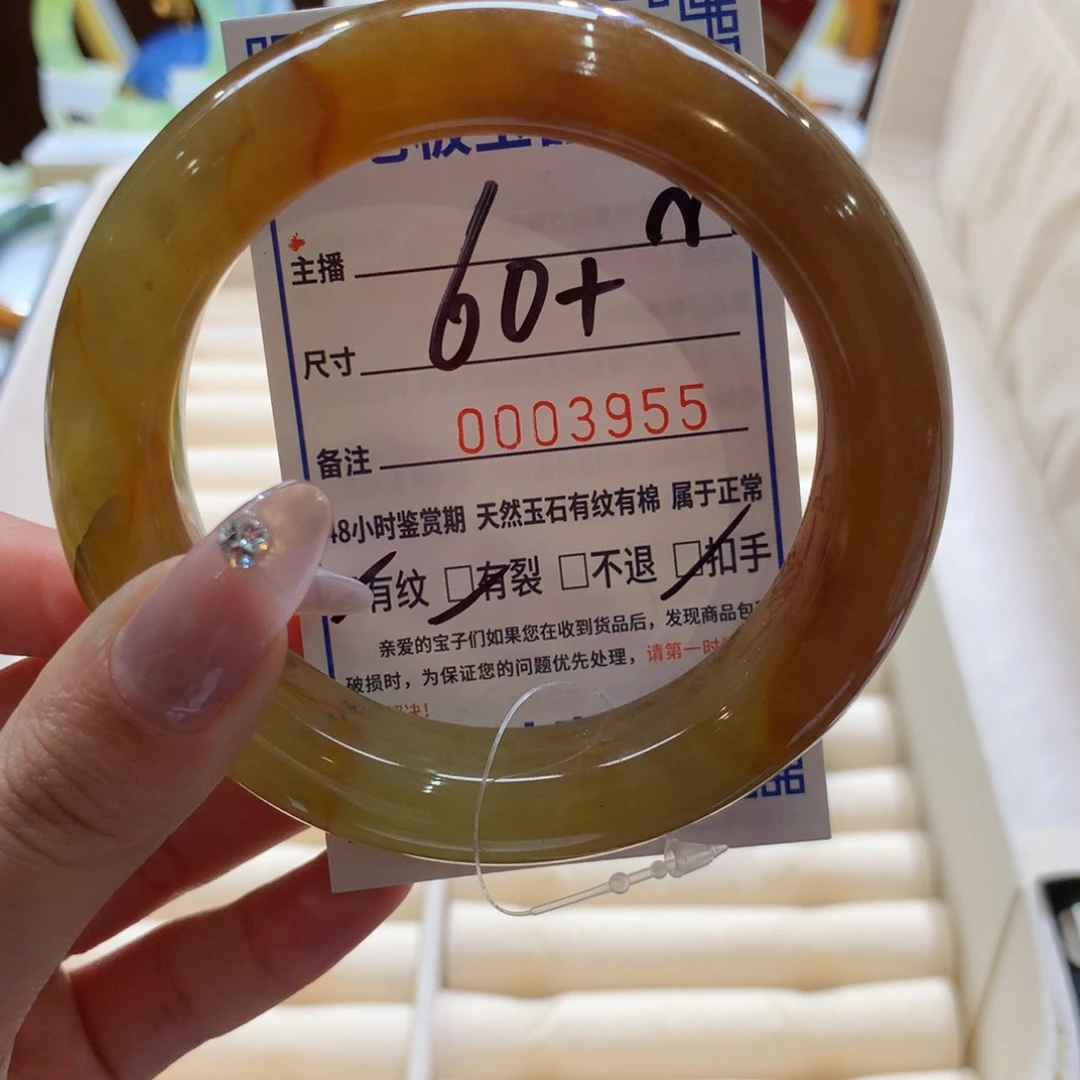 主播
尺寸 60+
备注 0003955
48小时鉴赏期 天然玉石有纹有棉 属于正常
有纹 □有裂 □不退 □扣手
亲爱的宝子们如果您在收到货品后，发现商品包
破损时，为保证您的问题优先处理，请第一时
解决！